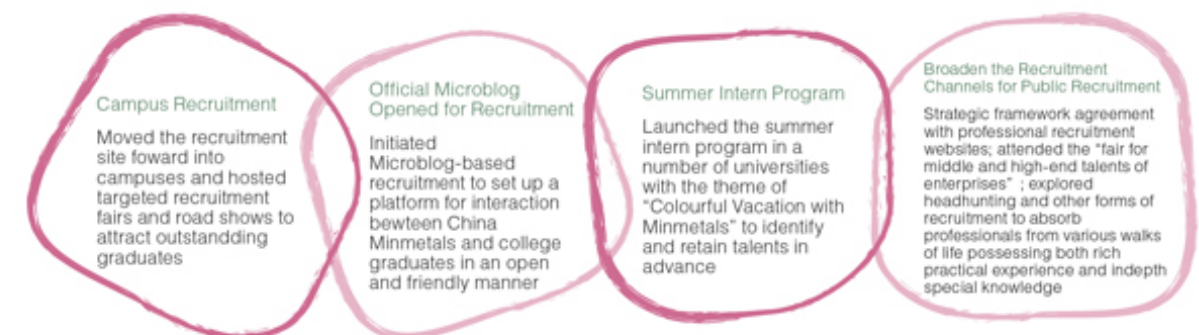 Campus Recruitment
Moved the recruitment
site foward into
campuses and hosted
targeted recruitment
fairs and road shows to
attract outstandding
graduates
Official Microblog
Opened for Recruitment
Initiated
Microblog-based
recruitment to set up a
platform for interaction
bewteen China
Minmetals and college
graduates in an open
and friendly manner
Summer Intern Program
Launched the summer
intern program in a
number of universities
with the theme of
“Colourful Vacation with
Minmetals” to identify
and retain talents in
advance
Broaden the Recruitment
Channels for Public Recruitment
Strategic framework agreement
with professional recruitment
websites; attended the “fair for
middle and high-end talents of
enterprises” ; explored
headhunting and other forms of
recruitment to absorb
professionals from various walks
of life possessing both rich
practical experience and indepth
special knowledge